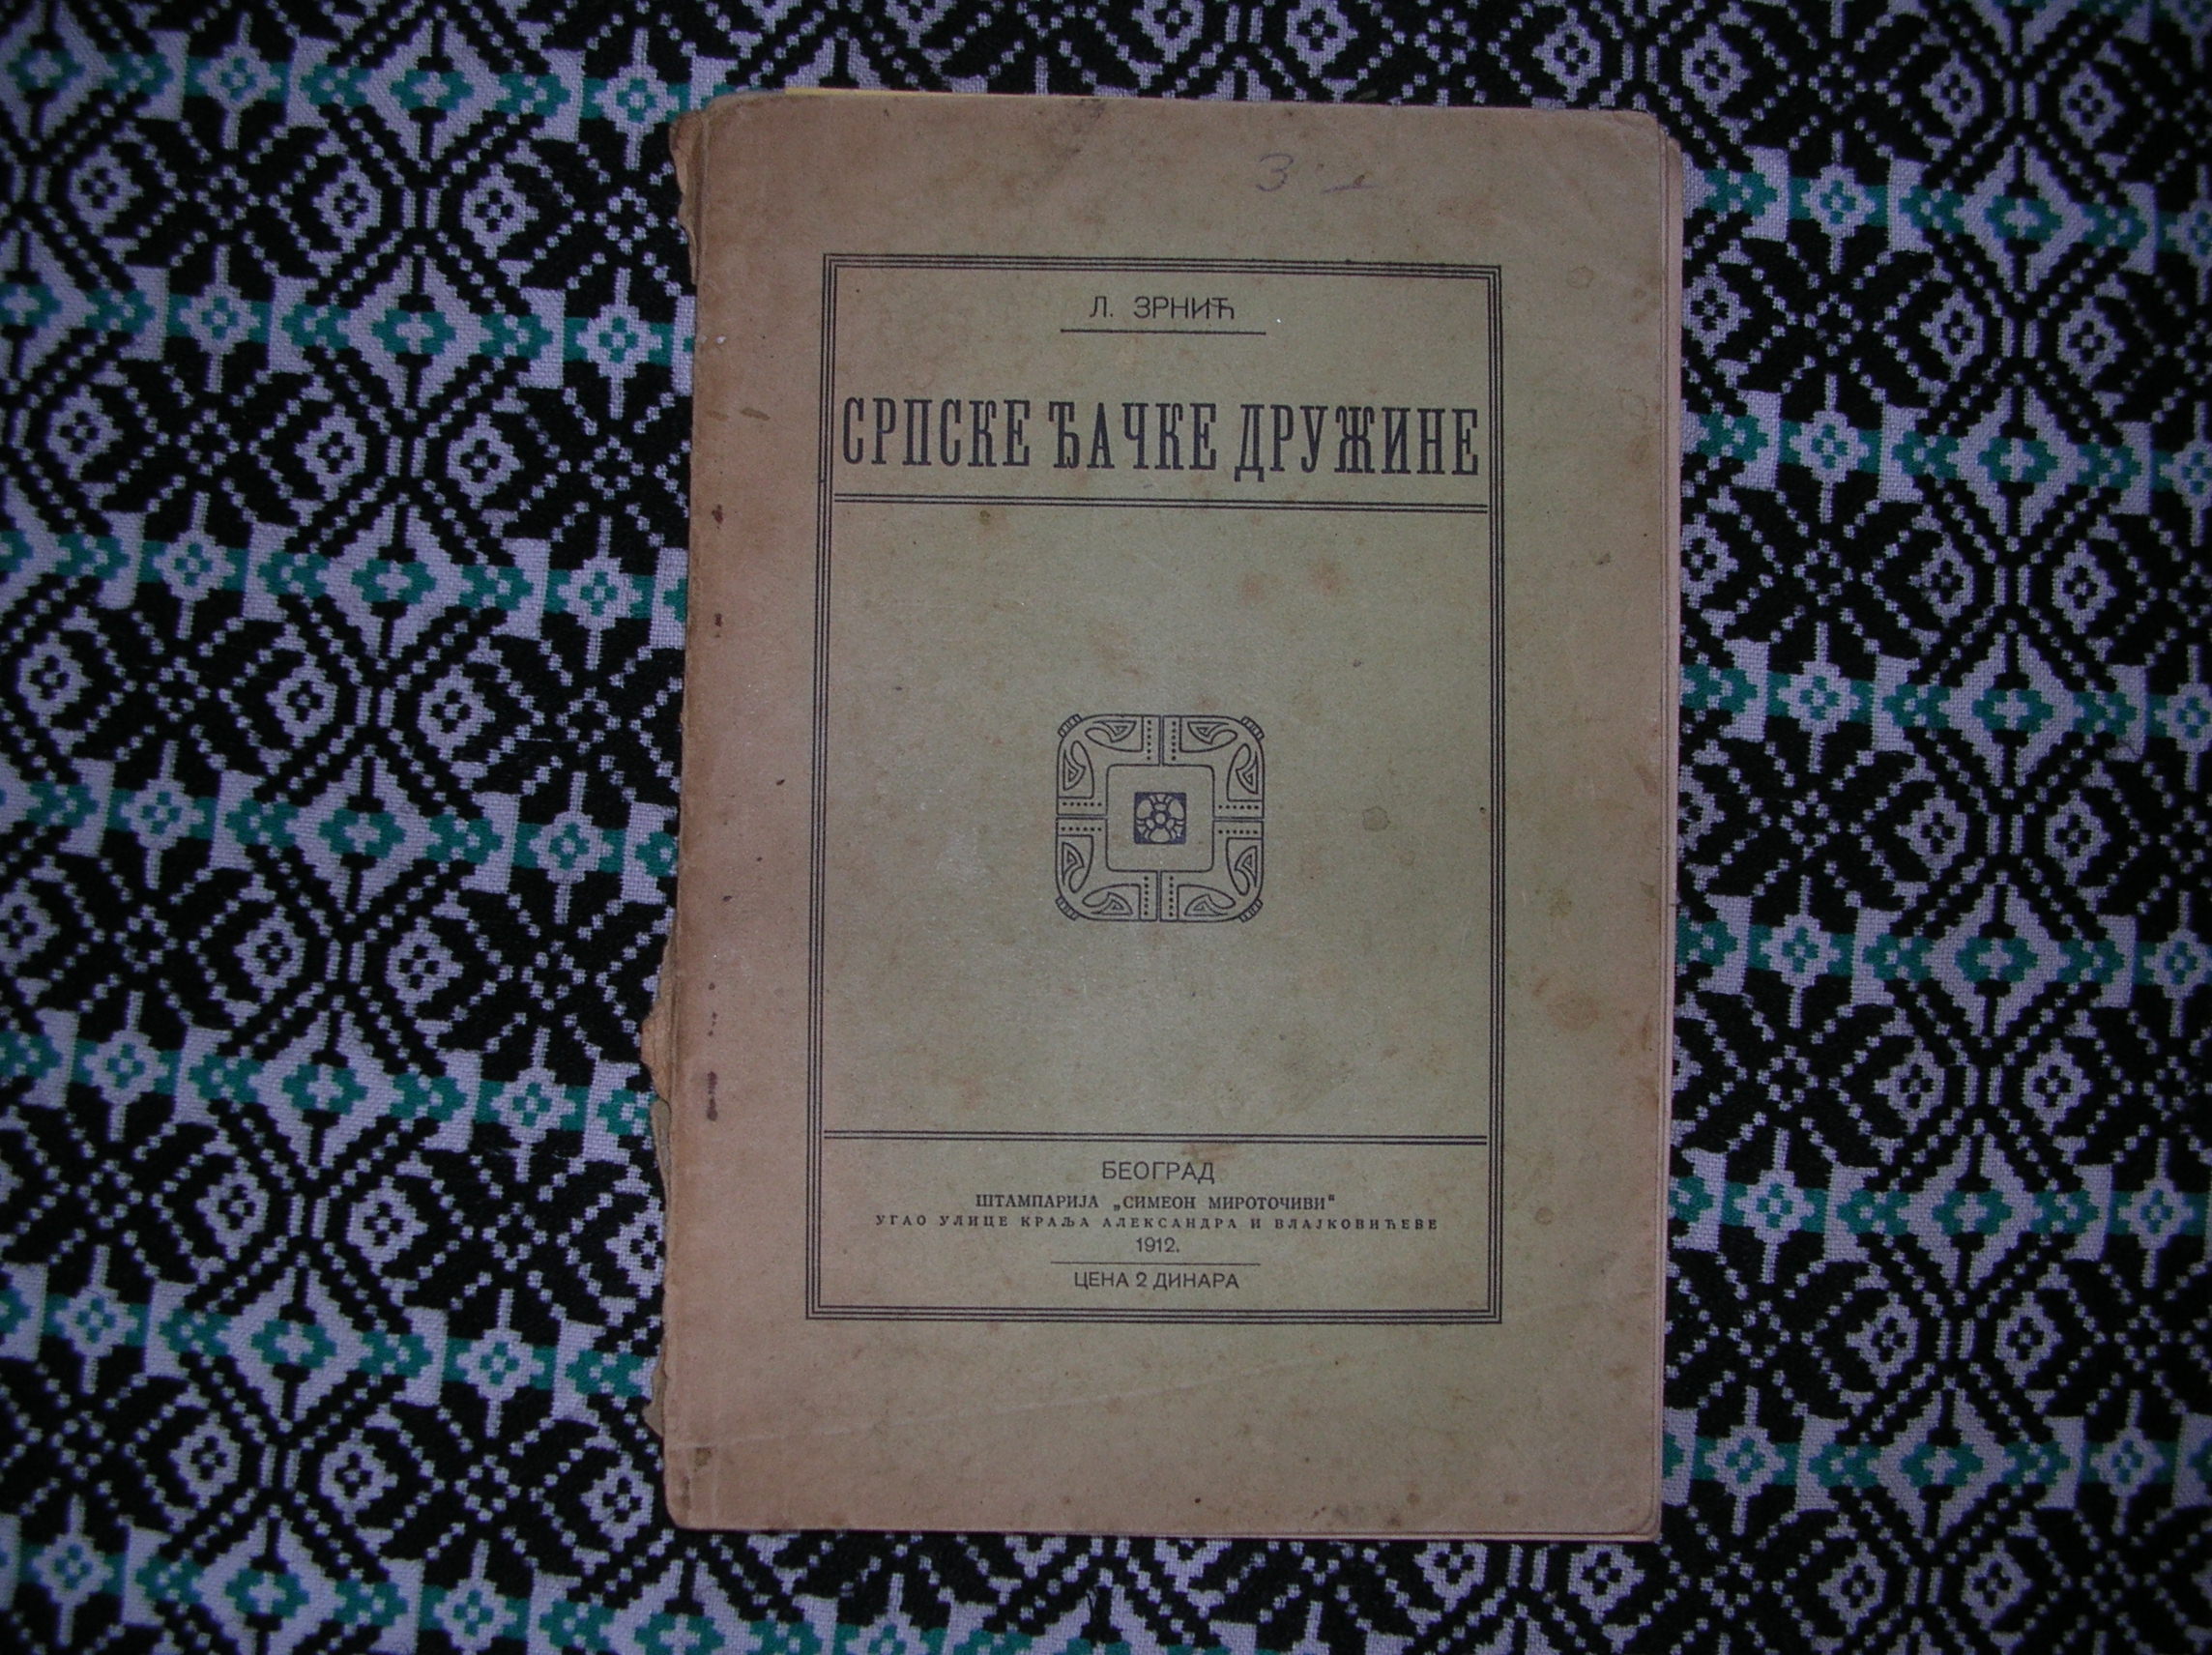 Л. ЗРНИЋ
СРПСКЕ ЂАЧКЕ ДРУЖИНЕ
БЕОГРАД
ШТАМПАРИЈА „СИМЕОН МИРОТОЧИВИ“
УГАО УЛИЦЕ КРАЉА АЛЕКСАНДРА И ВЛАЈКОВИЋЕВЕ
1912.
ЦЕНА 2 ДИНАРА